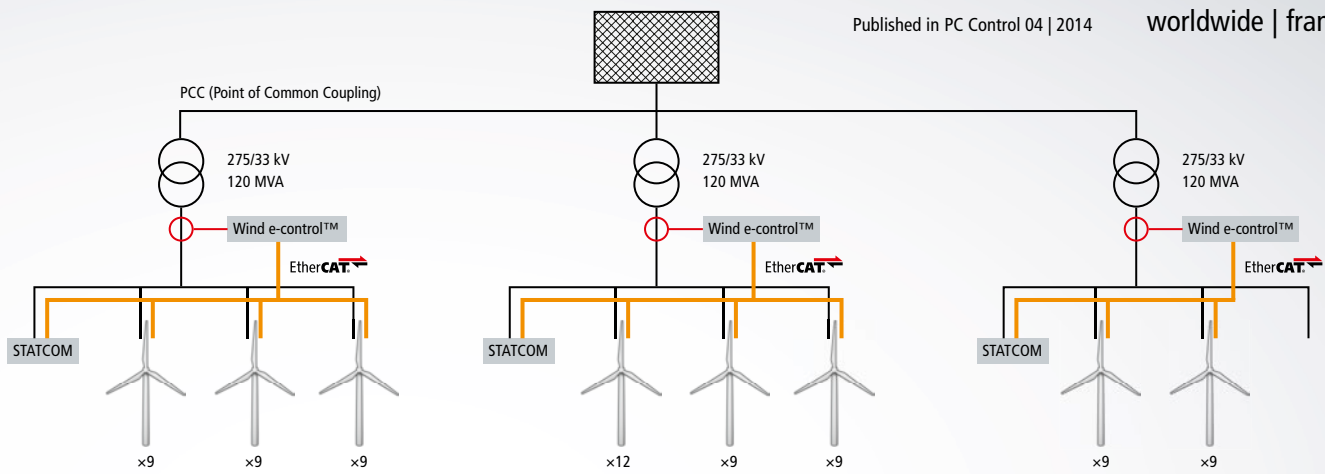 Published in PC Control 04 | 2014
worldwide | fran
PCC (Point of Common Coupling)
275/33 kV
120 MVA
275/33 kV
120 MVA
275/33 kV
120 MVA
Wind e-control™
Wind e-control™
Wind e-control™
EtherCAT®
EtherCAT®
EtherCAT®
STATCOM
STATCOM
STATCOM
×9
×9
×9
×12
×9
×9
×9
×9